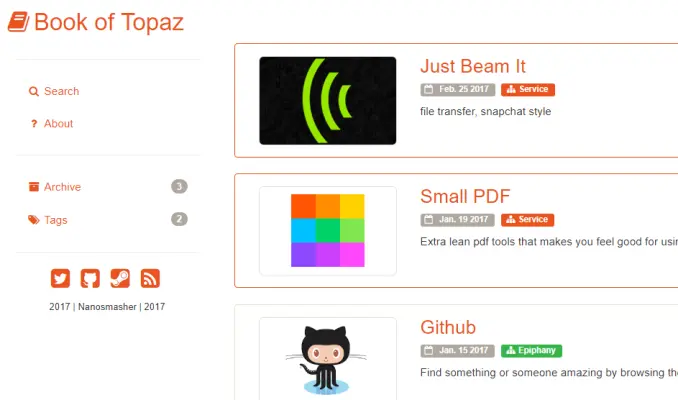 Book of Topaz
Search
About
Archive 3
Tags 2
2017 | Nanosmasher | 2017
Just Beam It
Feb. 25 2017 Service
file transfer, snapchat style
Small PDF
Jan. 19 2017 Service
Extra lean pdf tools that makes you feel good for
Github
Jan. 15 2017 Epiphany
Find something or someone amazing by browsing